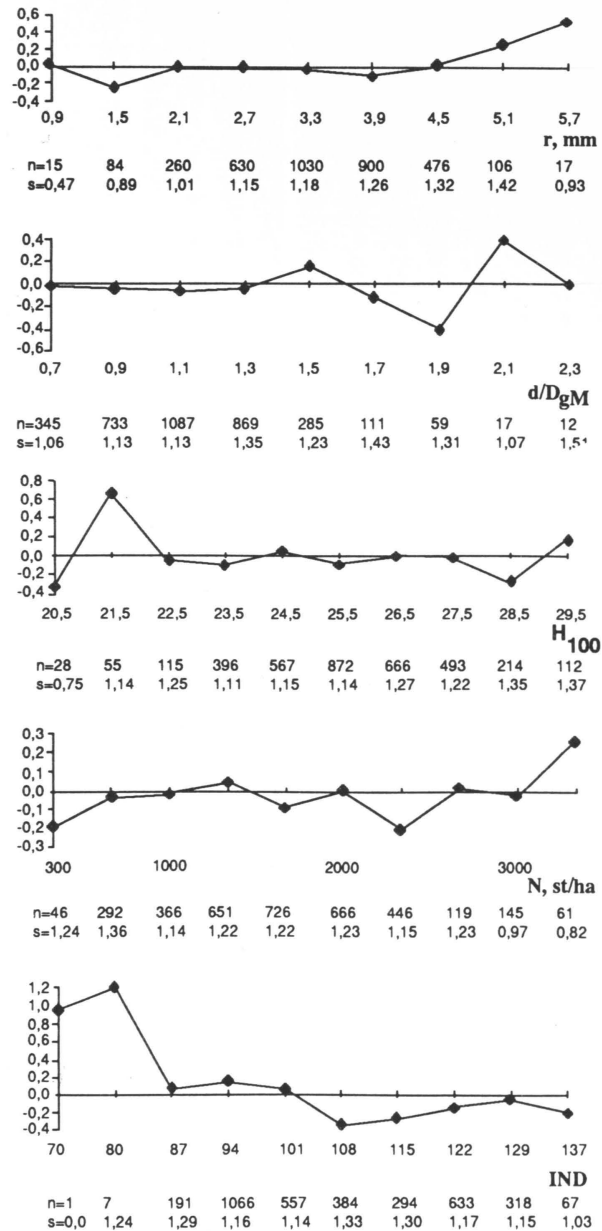 0,6
0,4
0,2
0,0
-0,2
-0,4
0,9 1,5 2,1 2,7 3,3 3,9 4,5 5,1 5,7
r, mm
n=15 84 260 630 1030 900 476 106 17
s=0,47 0,89 1,01 1,15 1,18 1,26 1,32 1,42 0,93
0,4
0,2
0,0
-0,2
-0,4
-0,6
0,7 0,9 1,1 1,3 1,5 1,7 1,9 2,1 2,3
d/DgM
n=345 733 1087 869 285 111 59 17 12
s=1,06 1,13 1,13 1,35 1,23 1,43 1,31 1,07
0,8
0,6
0,4
0,2
0,0
-0,2
-0,4
20,5 21,5 22,5 23,5 24,5 25,5 26,5 27,5 28,5 29,5
H100
n=28 55 115 396 567 872 666 493 214 112
s=0,75 1,14 1,25 1,11 1,15 1,14 1,27 1,22 1,35 1,37
0,3
0,2
0,1
0,0
-0,1
-0,2
-0,3
300 1000 2000 3000
N, st/ha
n=46 292 366 651 726 666 446 119 145 61
s=1,24 1,36 1,14 1,22 1,22 1,23 1,15 1,23 0,97 0,82
1,2
1,0
0,8
0,6
0,4
0,2
0,0
-0,2
-0,4
70 80 87 94 101 108 115 122 129 137
IND
n=1 7 191 1066 557 384 294 633 318 67
s=0,0 1,24 1,29 1,16 1,14 1,33 1,30 1,17 1,15 1,03